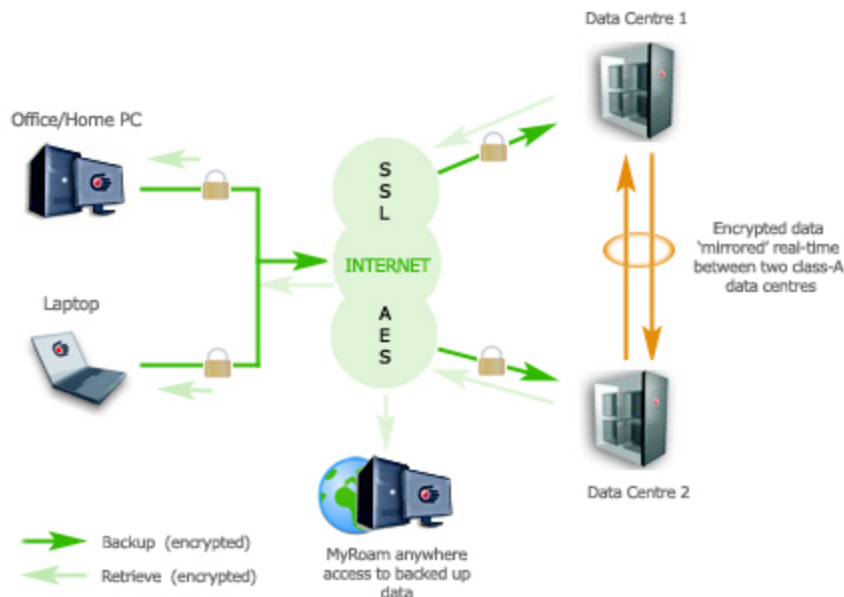 Data Centre 1
Office/Home PC
S
S
L
Encrypted data
'mirrored' real-time
between two class-A
data centres
INTERNET
Laptop
A
E
S
Data Centre 2
Backup (encrypted)
Retrieve (encrypted)
MyRoam anywhere
access to backed up
data